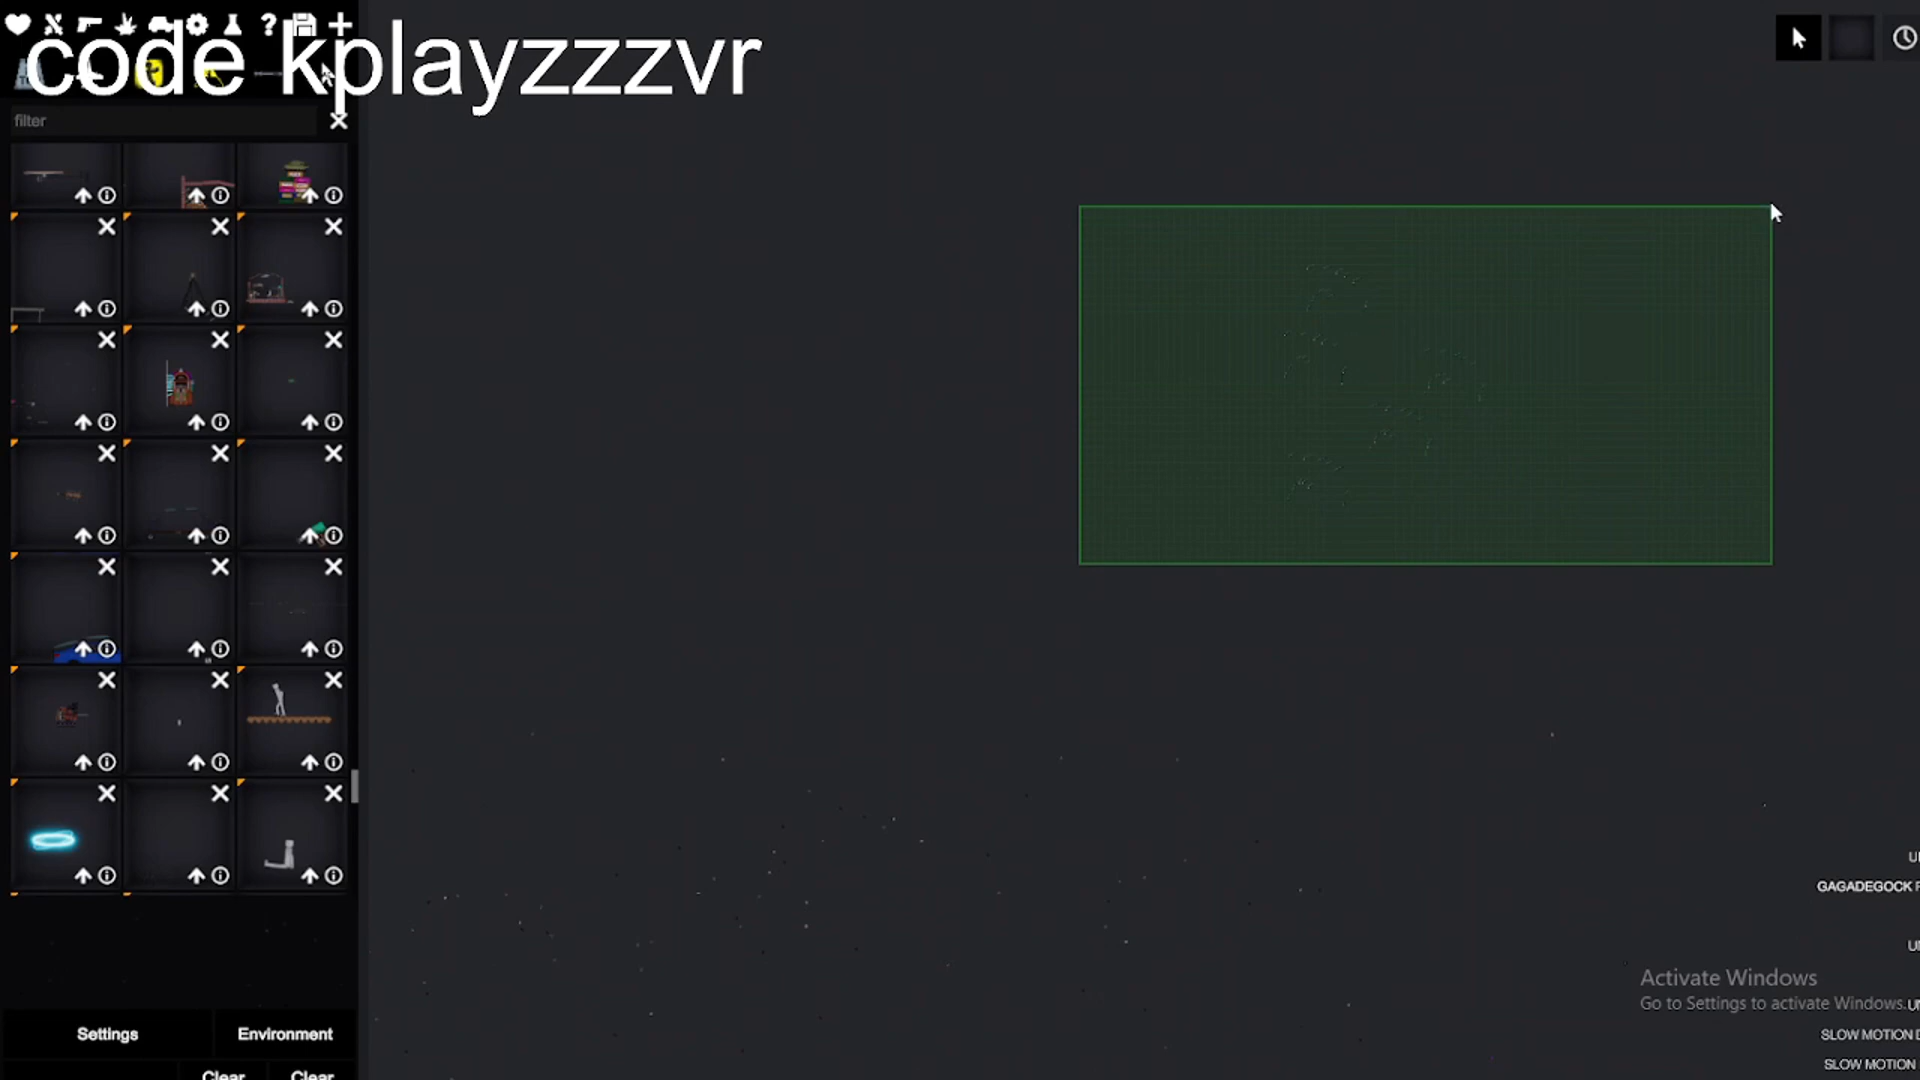 code kplayzzzvr
filter
GAGADEGOCK
Activate Windows
Go to Settings to activate Windows.
SLOW MOTION
SLOW MOTION
Settings
Environment
Clear
Clear